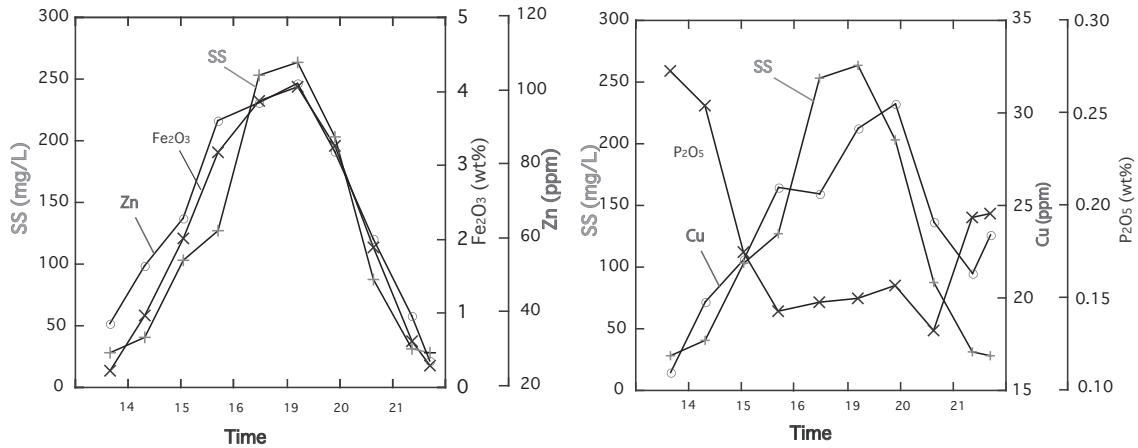 300
250
200
150
100
50
0
SS (mg/L)
SS
Fe2O3
Zn
14 15 16 19 20 21
Time
5
4
3
2
1
0
Fe2O3 (wt%)
120
100
80
60
40
20
Zn (ppm)
300
250
200
150
100
50
0
SS (mg/L)
SS
P2O5
Cu
14 15 16 19 20 21
Time
35
30
25
20
15
Cu (ppm)
0.20
0.25
0.20
0.15
0.10
P2O5 (wt%)